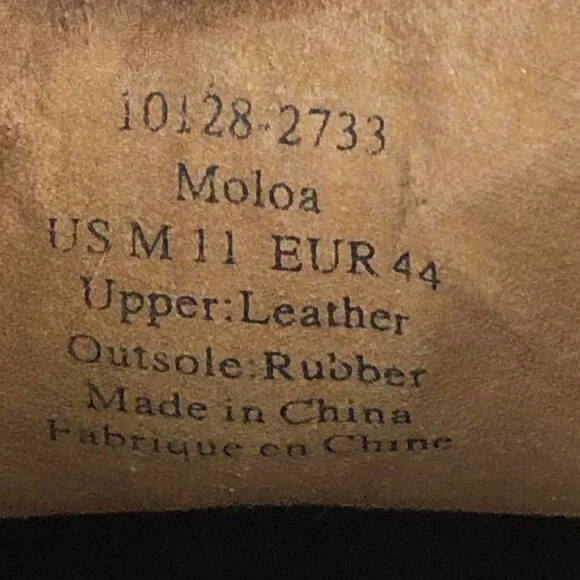 10128-2733
Moloa
US M 11 EUR 44
Upper:Leather
Outsole:Rubber
Made in China
Fabrique en Chine